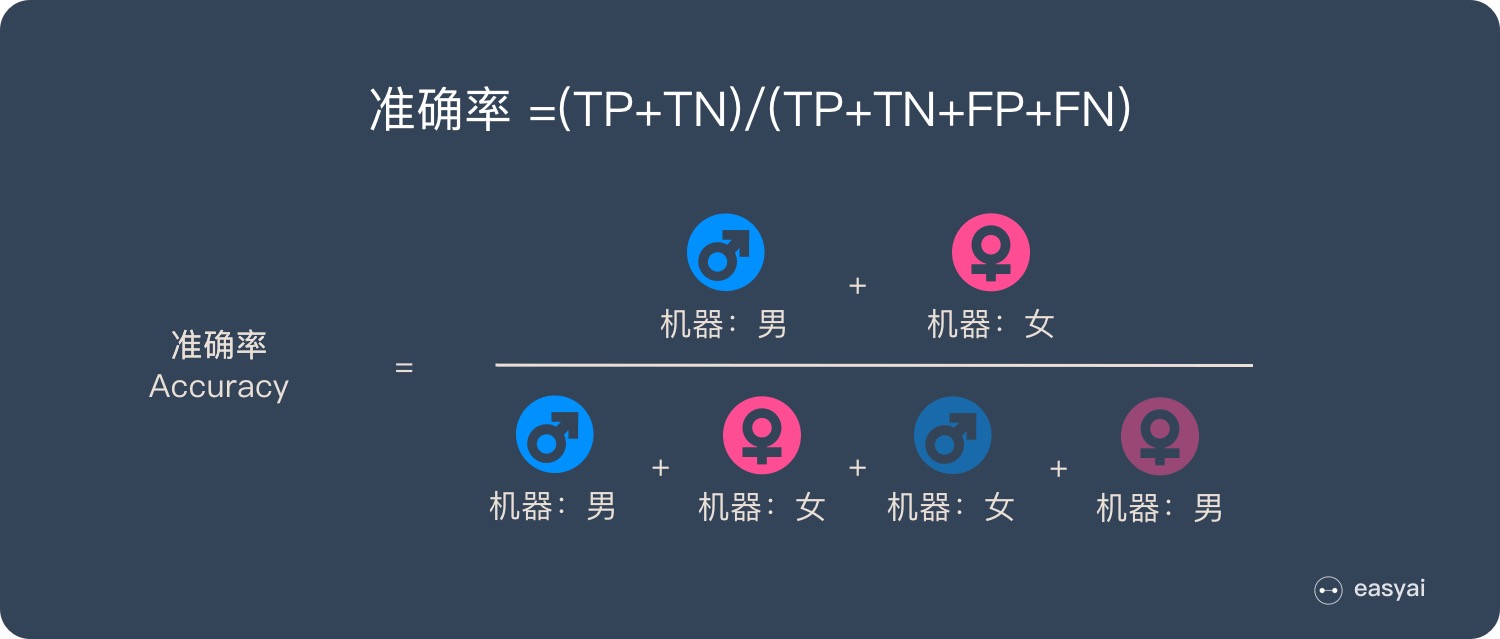 准确率 =(TP+TN)/(TP+TN+FP+FN)
机器：男
+
机器：女
准确率
Accuracy
=
机器：男
+
机器：女
+
机器：女
+
机器：男
easyai